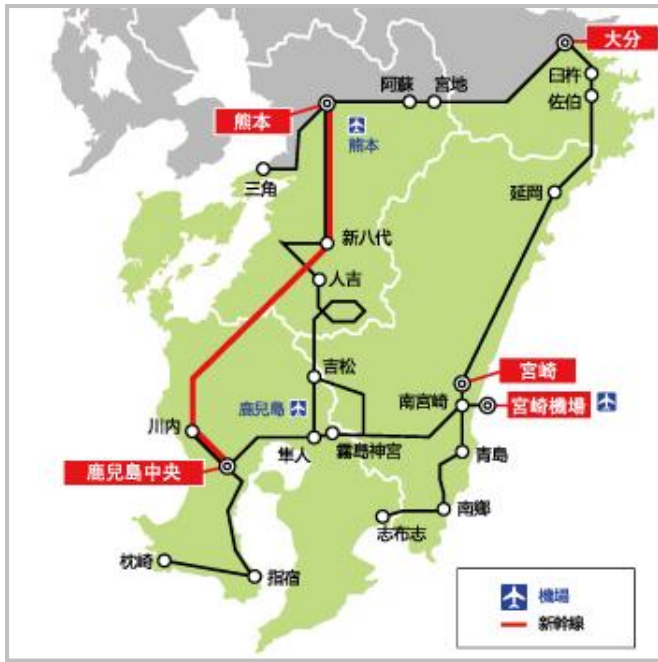 大分
臼杵
佐伯
阿蘇
宮地
熊本
熊本
三角
延岡
新八代
人吉
吉松
宮崎
鹿兒島
南宮崎
宮崎機場
川内
隼人
霧島神宮
青島
鹿兒島中央
南鄉
志布志
枕崎
指宿
機場
新幹線